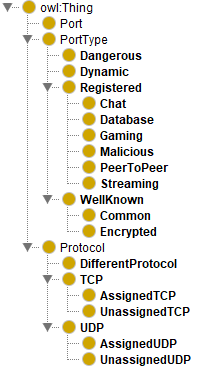 owl:Thing
Port
PortType
Dangerous
Dynamic
Registered
Chat
Database
Gaming
Malicious
PeerToPeer
Streaming
WellKnown
Common
Encrypted
Protocol
DifferentProtocol
TCP
AssignedTCP
UnassignedTCP
UDP
AssignedUDP
UnassignedUDP